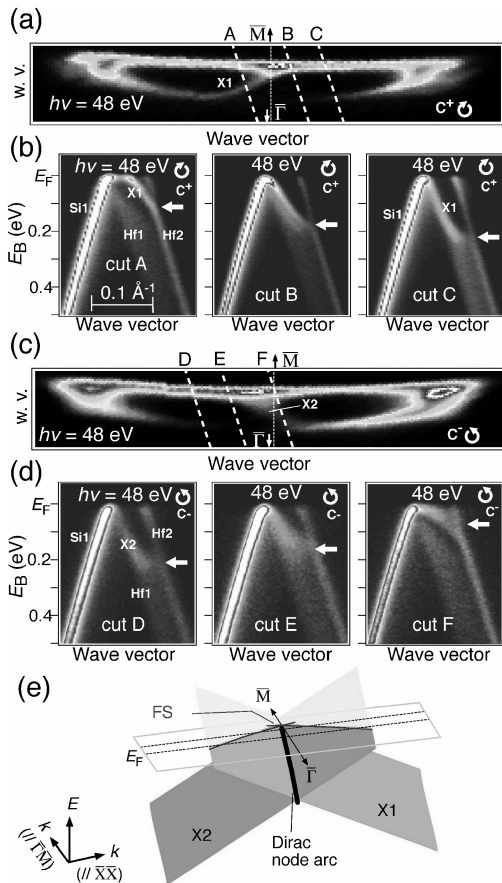 (a)
A M̅ B C
w. v.
X1
hν = 48 eV
Γ̅
C⁺
Wave vector
(b)
hν = 48 eV 48 eV 48 eV
C⁺ C⁺ C⁺
E_F
Si1 X1 Si1 X1
0.2
Hf1 Hf2
E_B (eV)
cut A cut B cut C
0.1 Å⁻¹
0.4
Wave vector Wave vector Wave vector
(c)
D E F M̅
w. v.
X2
hν = 48 eV
Γ̅
C⁻
Wave vector
(d)
hν = 48 eV 48 eV 48 eV
C- C- C-
E_F
Hf2
Si1 X2
0.2
Hf1
E_B (eV)
cut D cut E cut F
0.4
Wave vector Wave vector Wave vector
(e)
M̅
FS
E_F
Γ̅
E
X2 X1
k
(// Γ̅M̅)
k
(// X̅X̅)
Dirac
node arc